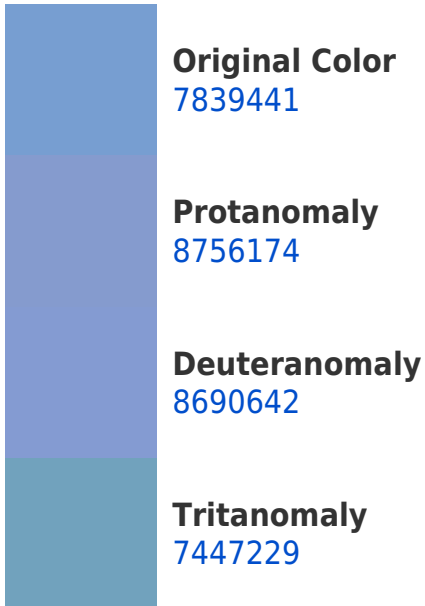 Original Color
7839441
Protanomaly
8756174
Deuteranomaly
8690642
Tritanomaly
7447229